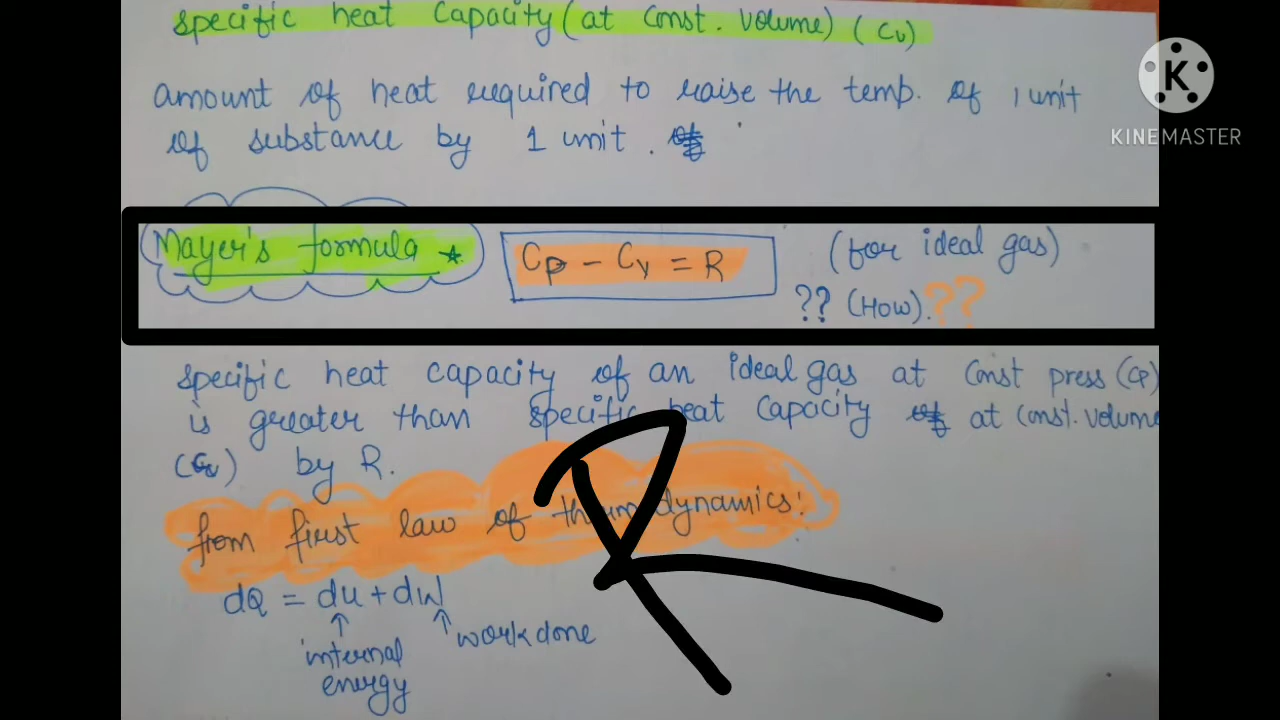 specific heat capacity (at const. volume) (Cv)
K
KINEMASTER
amount of heat required to raise the temp. of 1 unit
of substance by 1 unit.
Mayer's formula ★
Cp - Cv = R
(for ideal gas)
?? (How). ??
specific heat capacity of an ideal gas at const press (Cp)
is greater than specific heat capacity at const. volume
(Cv) by R.
R
from first law of thermodynamics:
dQ = du + dW
↑ ↑ work done
internal
energy